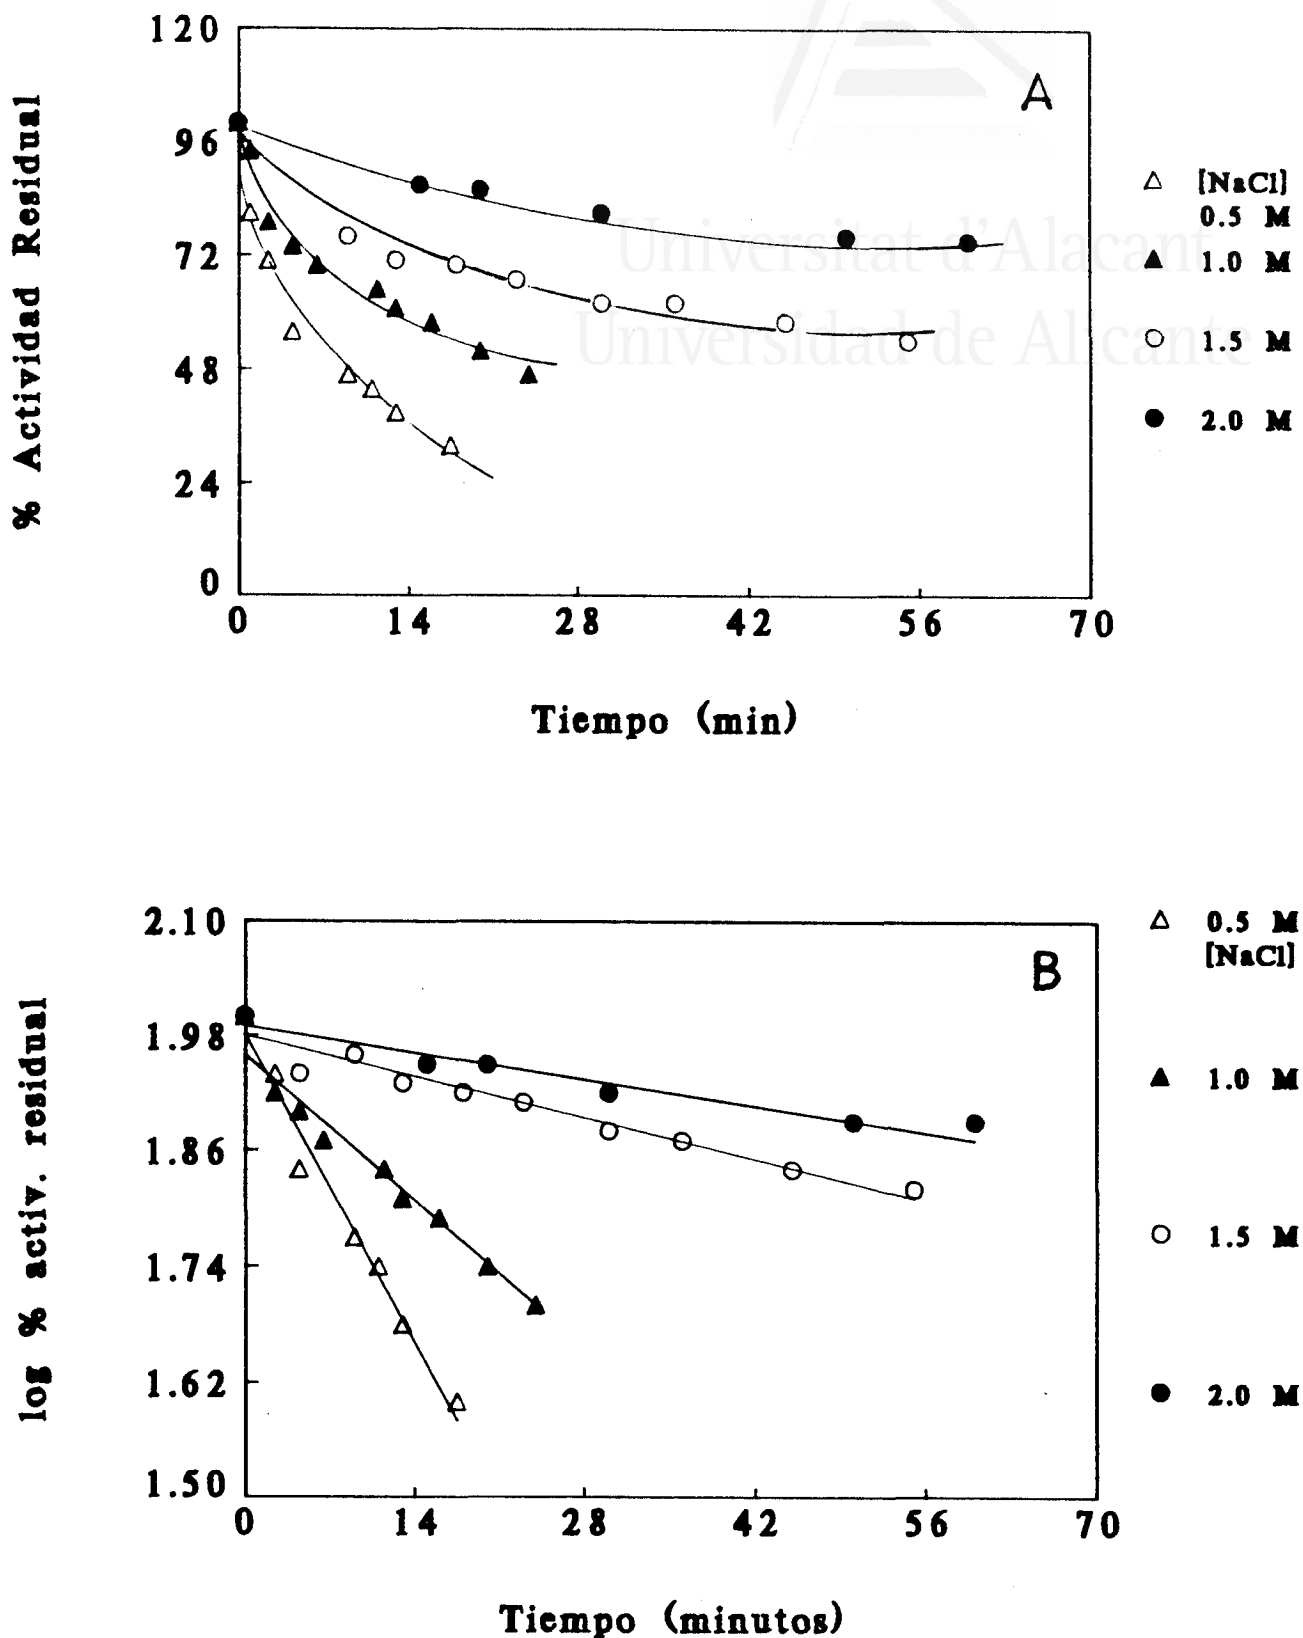 120
96
72
48
24
0
% Actividad Residual
A
0 14 28 42 56 70
Tiempo (min)
△ [NaCl]
0.5 M
▲ 1.0 M
○ 1.5 M
● 2.0 M
Universitat d'Alacant
Universidad de Alicante
2.10
1.98
1.86
1.74
1.62
1.50
log % activ. residual
B
0 14 28 42 56 70
Tiempo (minutos)
△ 0.5 M
[NaCl]
▲ 1.0 M
○ 1.5 M
● 2.0 M